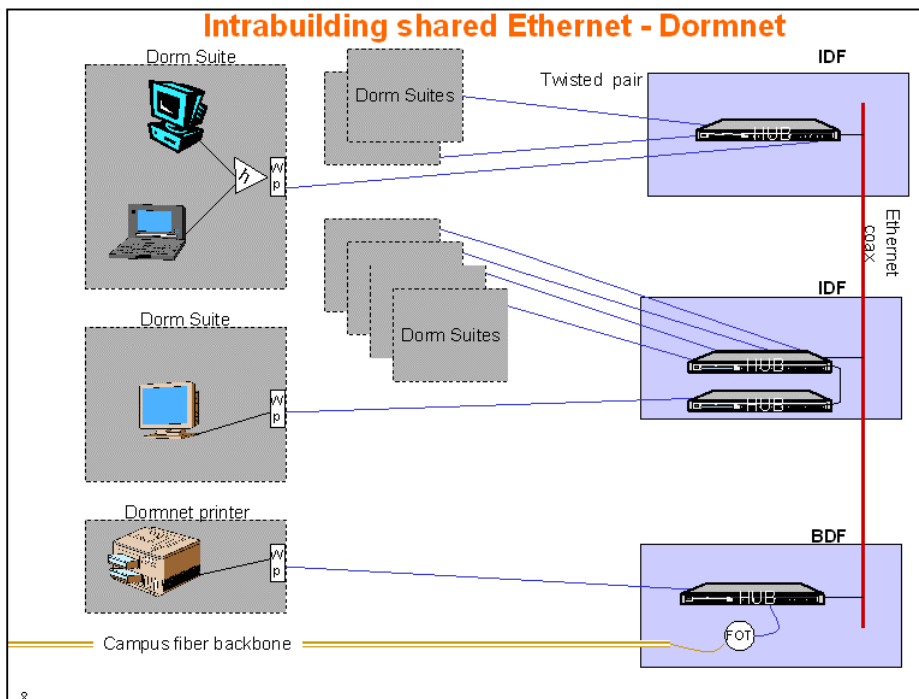 Intrabuilding shared Ethernet - Dormnet
Dorm Suite
IDF
Twisted pair
Dorm Suites
HUB
h
W
p
Ethernet
coax
IDF
Dorm Suite
Dorm Suites
HUB
HUB
W
p
Dormnet printer
BDF
W
p
HUB
FOT
Campus fiber backbone